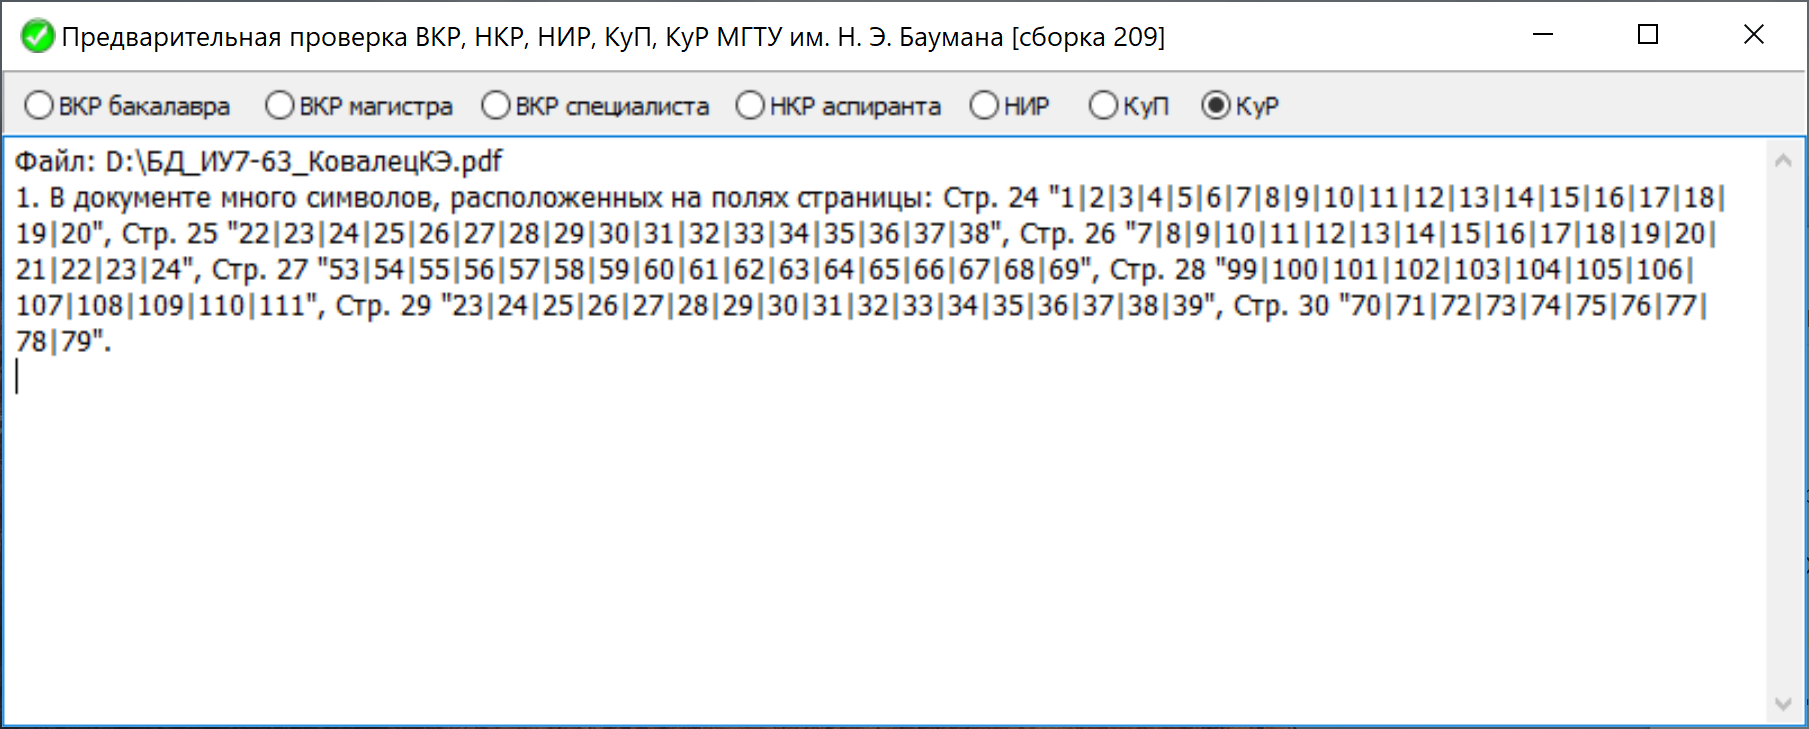 Предварительная проверка ВКР, НКР, НИР, КуП, КуР МГТУ им. Н. Э. Баумана [сборка 209]
ВКР бакалавра ВКР магистра ВКР специалиста НКР аспиранта НИР КуП КуР
Файл: D:\БД_ИУ7-63_КовалецКЭ.pdf
1. В документе много символов, расположенных на полях страницы: Стр. 24 "1|2|3|4|5|6|7|8|9|10|11|12|13|14|15|16|17|18|
19|20", Стр. 25 "22|23|24|25|26|27|28|29|30|31|32|33|34|35|36|37|38", Стр. 26 "7|8|9|10|11|12|13|14|15|16|17|18|19|20|
21|22|23|24", Стр. 27 "53|54|55|56|57|58|59|60|61|62|63|64|65|66|67|68|69", Стр. 28 "99|100|101|102|103|104|105|106|
107|108|109|110|111", Стр. 29 "23|24|25|26|27|28|29|30|31|32|33|34|35|36|37|38|39", Стр. 30 "70|71|72|73|74|75|76|77|
78|79".